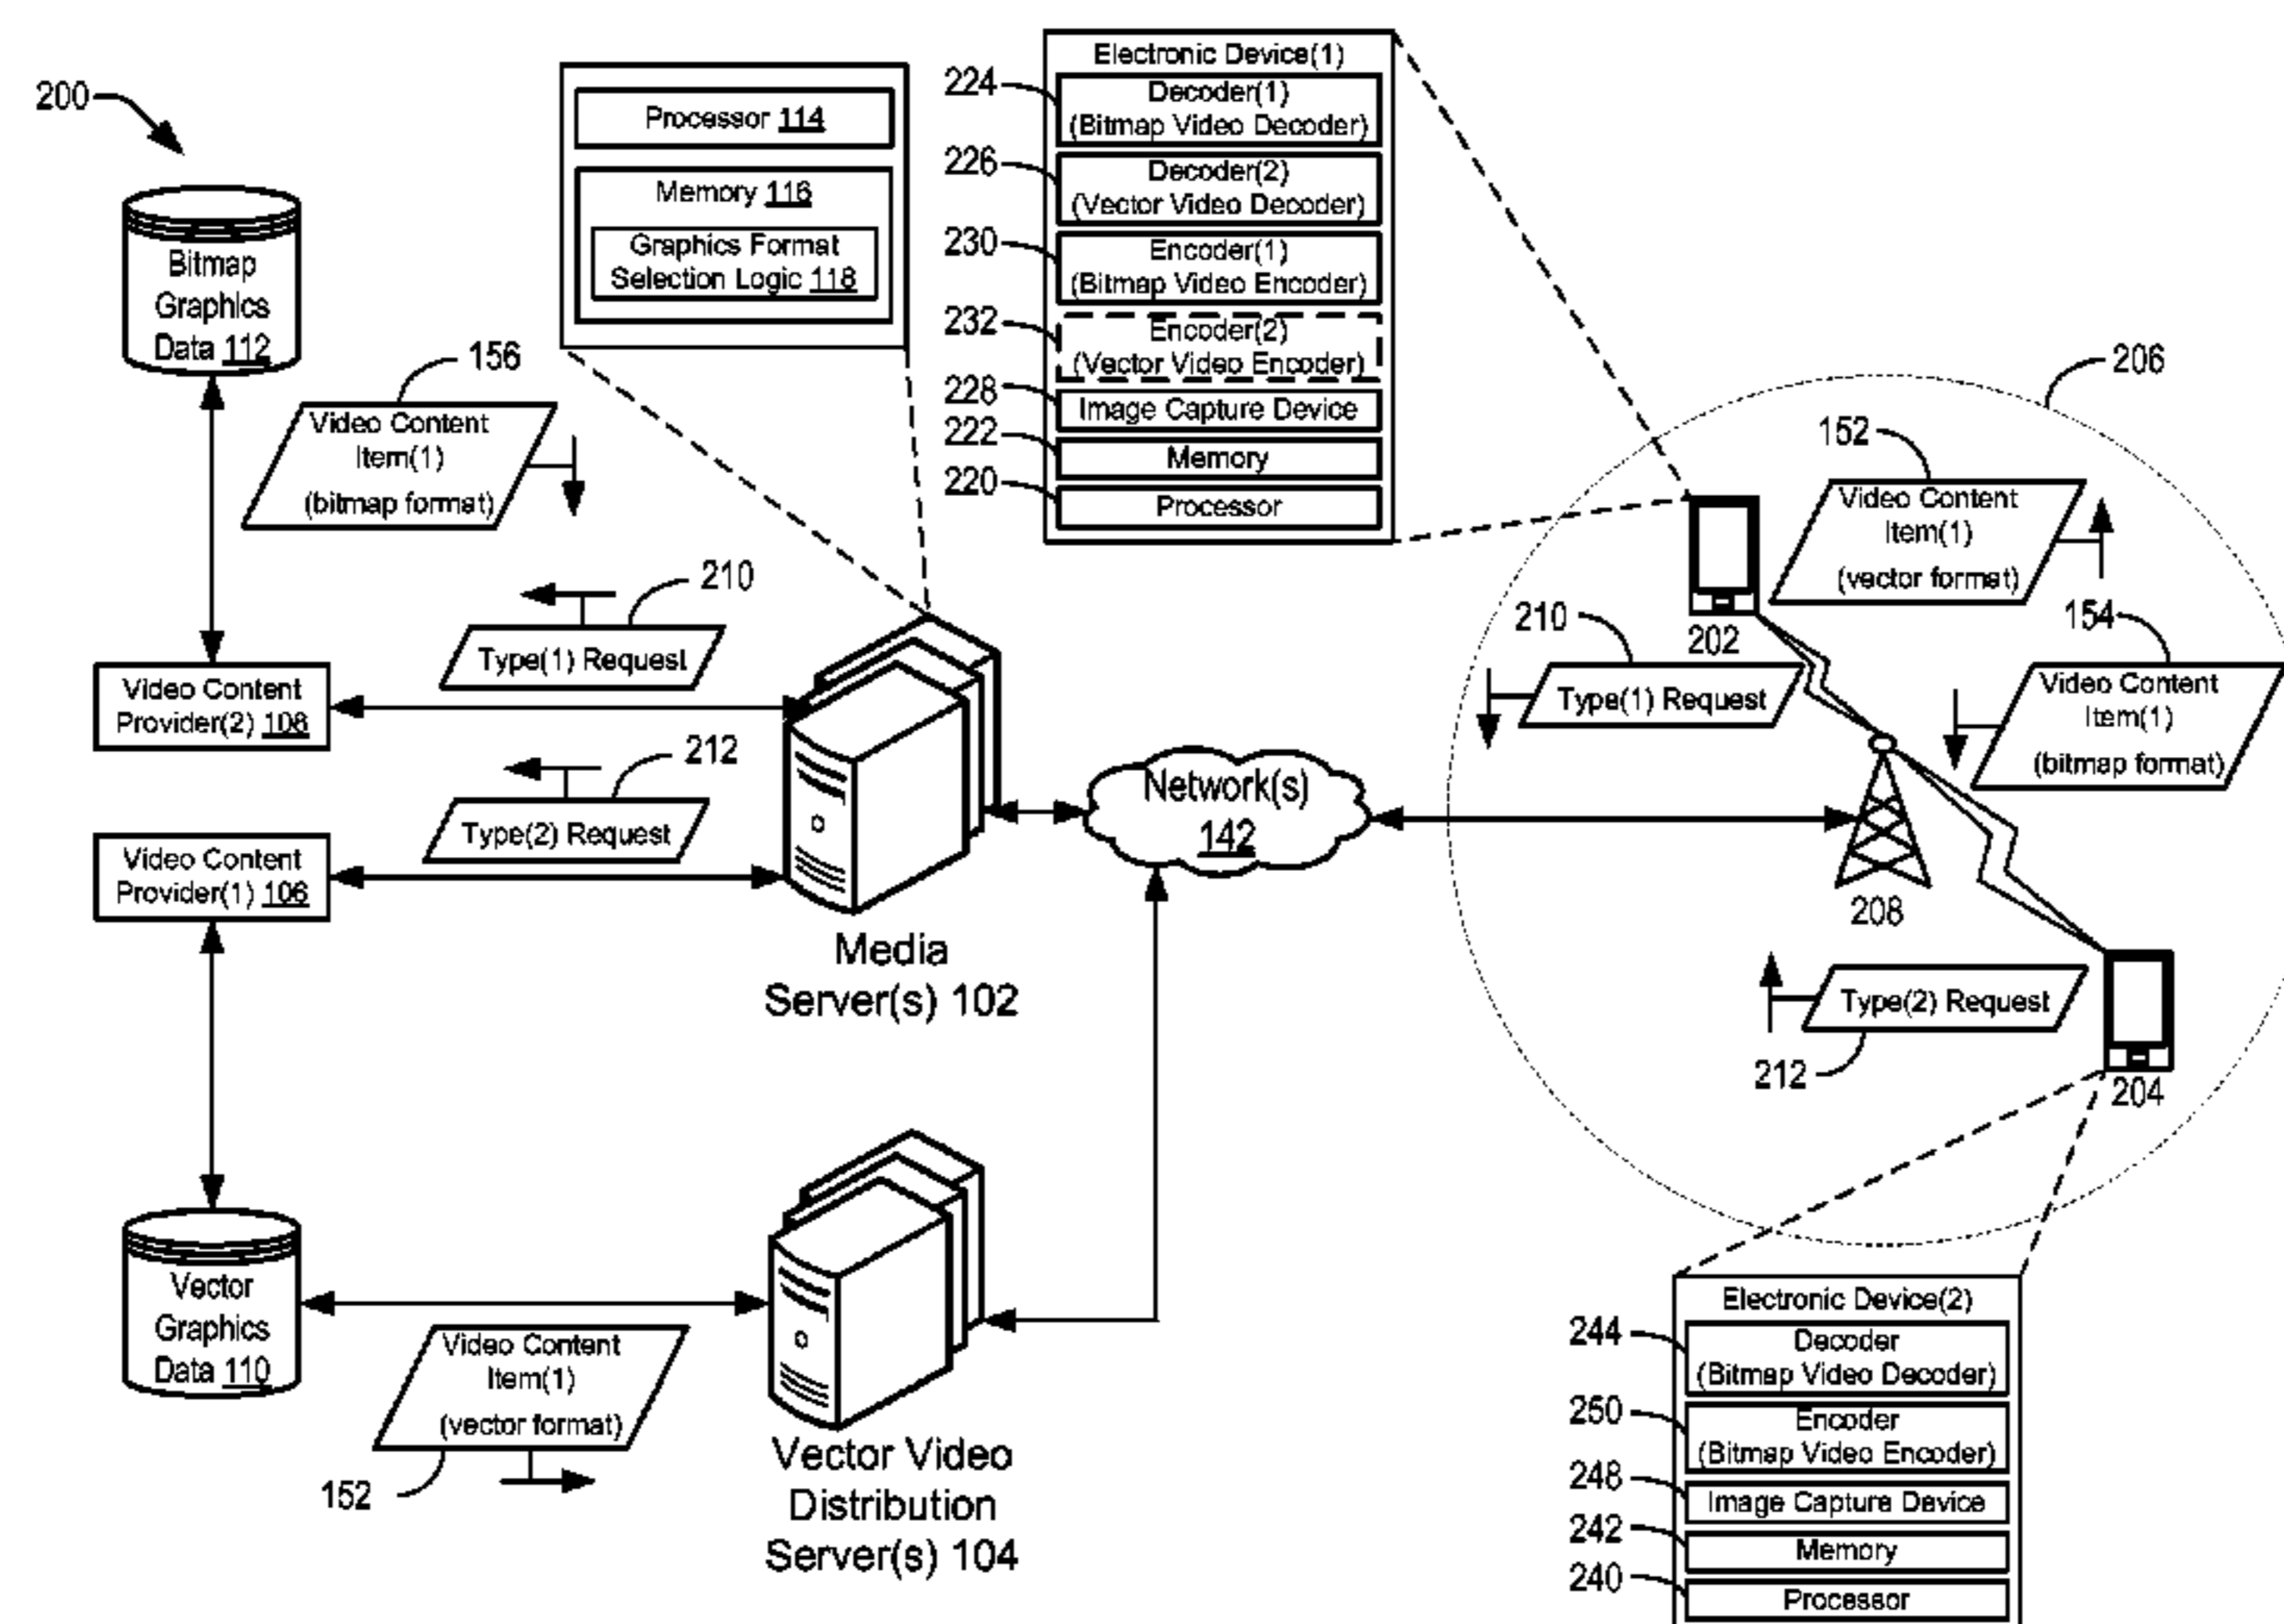 200
Bitmap
Graphics
Data 112
156
Video Content
Item(1)
(bitmap format)
Processor 114
Memory 116
Graphics Format
Selection Logic 118
Electronic Device(1)
224
Decoder(1)
(Bitmap Video Decoder)
226
Decoder(2)
(Vector Video Decoder)
230
Encoder(1)
(Bitmap Video Encoder)
232
Encoder(2)
(Vector Video Encoder)
228
Image Capture Device
222
Memory
220
Processor
206
152
Video Content
Item(1)
(vector format)
202
210
Type(1) Request
154
Video Content
Item(1)
(bitmap format)
208
Type(2) Request
212
204
210
Type(1) Request
Video Content
Provider(2) 108
212
Type(2) Request
Video Content
Provider(1) 106
Media
Server(s) 102
Network(s)
142
Vector
Graphics
Data 110
Video Content
Item(1)
(vector format)
152
Vector Video
Distribution
Server(s) 104
Electronic Device(2)
244
Decoder
(Bitmap Video Decoder)
250
Encoder
(Bitmap Video Encoder)
248
Image Capture Device
242
Memory
240
Processor